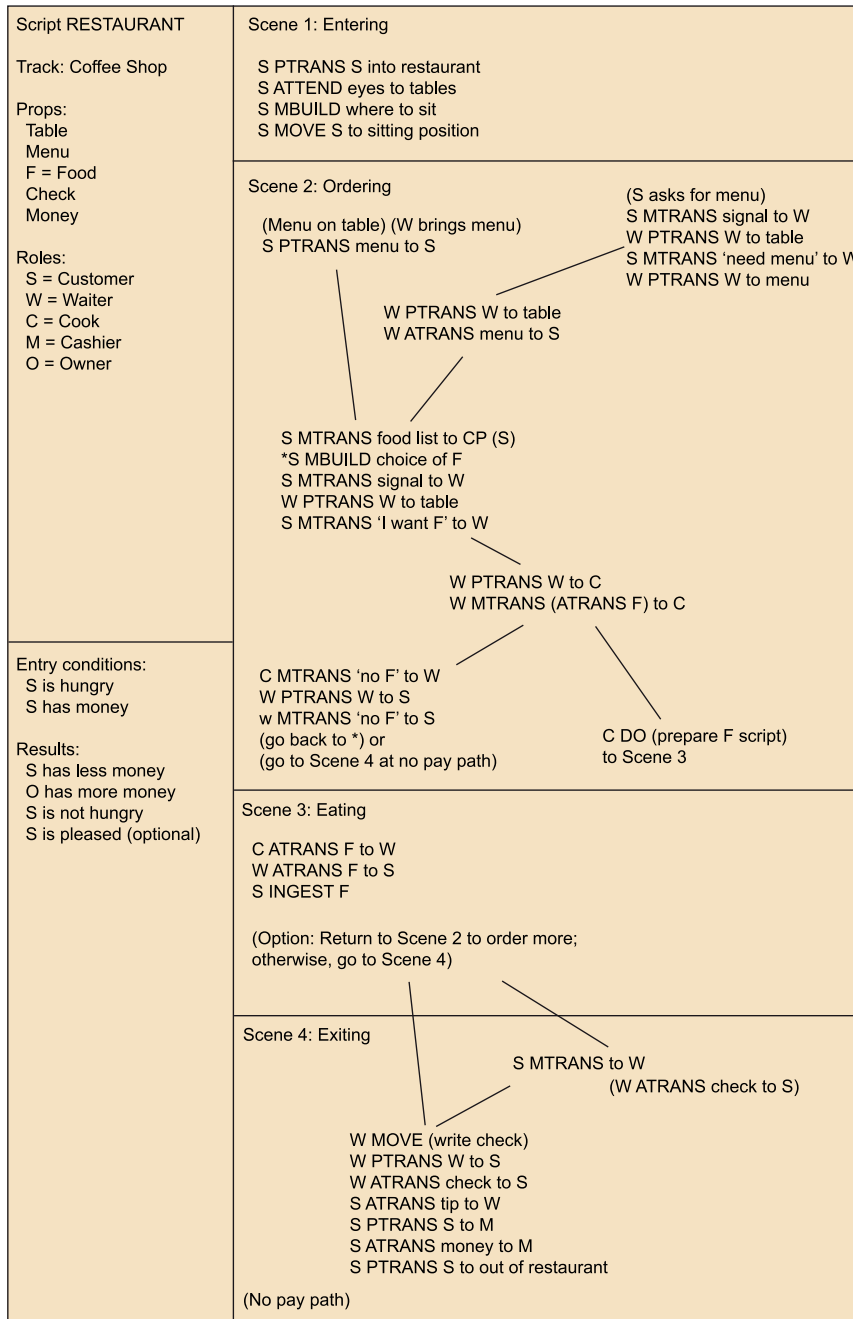 Script RESTAURANT
Track: Coffee Shop
Props:
Table
Menu
F = Food
Check
Money
Roles:
S = Customer
W = Waiter
C = Cook
M = Cashier
O = Owner
Entry conditions:
S is hungry
S has money
Results:
S has less money
O has more money
S is not hungry
S is pleased (optional)
Scene 1: Entering
S PTRANS S into restaurant
S ATTEND eyes to tables
S MBUILD where to sit
S MOVE S to sitting position
Scene 2: Ordering
(Menu on table) (W brings menu)
S PTRANS menu to S
(S asks for menu)
S MTRANS signal to W
W PTRANS W to table
S MTRANS ‘need menu’ to W
W PTRANS W to menu
W PTRANS W to table
W ATRANS menu to S
S MTRANS food list to CP (S)
*S MBUILD choice of F
S MTRANS signal to W
W PTRANS W to table
S MTRANS ‘I want F’ to W
W PTRANS W to C
W MTRANS (ATRANS F) to C
C MTRANS ‘no F’ to W
W PTRANS W to S
w MTRANS ‘no F’ to S
(go back to *) or
(go to Scene 4 at no pay path)
C DO (prepare F script)
to Scene 3
Scene 3: Eating
C ATRANS F to W
W ATRANS F to S
S INGEST F
(Option: Return to Scene 2 to order more;
otherwise, go to Scene 4)
Scene 4: Exiting
S MTRANS to W
(W ATRANS check to S)
W MOVE (write check)
W PTRANS W to S
W ATRANS check to S
S ATRANS tip to W
S PTRANS S to M
S ATRANS money to M
S PTRANS S to out of restaurant
(No pay path)